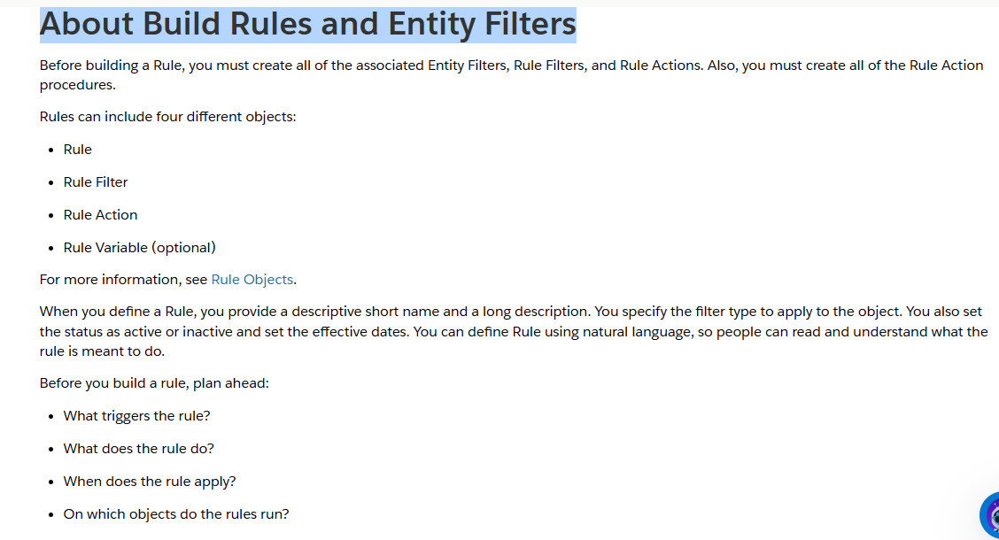 About Build Rules and Entity Filters
Before building a Rule, you must create all of the associated Entity Filters, Rule Filters, and Rule Actions. Also, you must create all of the Rule Action
procedures.
Rules can include four different objects:
• Rule
• Rule Filter
• Rule Action
• Rule Variable (optional)
For more information, see Rule Objects.
When you define a Rule, you provide a descriptive short name and a long description. You specify the filter type to apply to the object. You also set
the status as active or inactive and set the effective dates. You can define Rule using natural language, so people can read and understand what the
rule is meant to do.
Before you build a rule, plan ahead:
• What triggers the rule?
• What does the rule do?
• When does the rule apply?
• On which objects do the rules run?